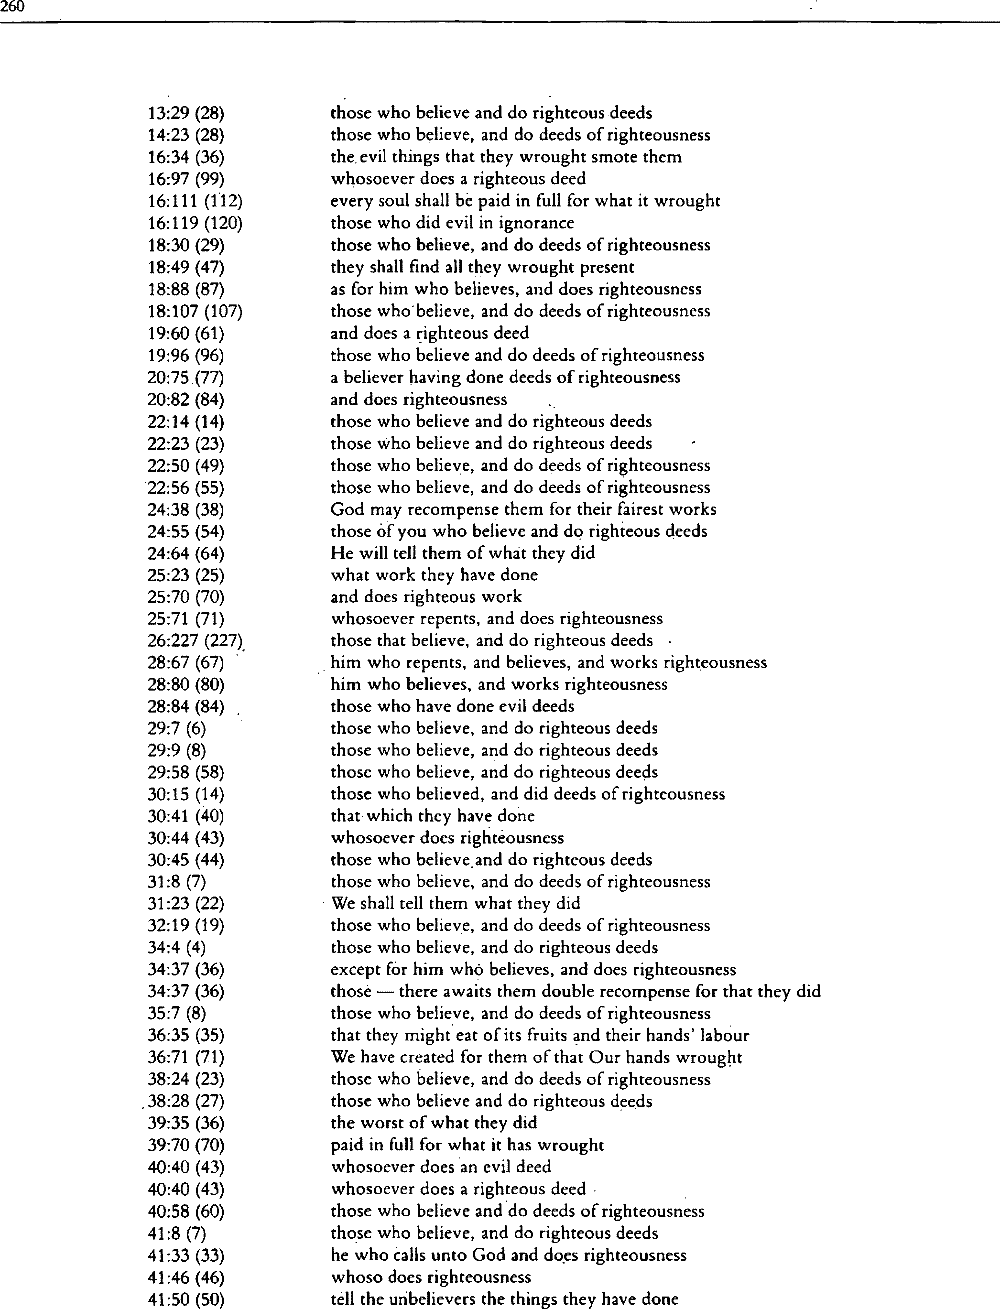 260
13:29 (28) those who believe and do righteous deeds
14:23 (28) those who believe, and do deeds of righteousness
16:34 (36) the evil things that they wrought smote them
16:97 (99) whosoever does a righteous deed
16:111 (112) every soul shall be paid in full for what it wrought
16:119 (120) those who did evil in ignorance
18:30 (29) those who believe, and do deeds of righteousness
18:49 (47) they shall find all they wrought present
18:88 (87) as for him who believes, and does righteousness
18:107 (107) those who believe, and do deeds of righteousness
19:60 (61) and does a righteous deed
19:96 (96) those who believe and do deeds of righteousness
20:75 (77) a believer having done deeds of righteousness
20:82 (84) and does righteousness
22:14 (14) those who believe and do righteous deeds
22:23 (23) those who believe and do righteous deeds
22:50 (49) those who believe, and do deeds of righteousness
22:56 (55) those who believe, and do deeds of righteousness
24:38 (38) God may recompense them for their fairest works
24:55 (54) those of you who believe and do righteous deeds
24:64 (64) He will tell them of what they did
25:23 (25) what work they have done
25:70 (70) and does righteous work
25:71 (71) whosoever repents, and does righteousness
26:227 (227) those that believe, and do righteous deeds
28:67 (67) him who repents, and believes, and works righteousness
28:80 (80) him who believes, and works righteousness
28:84 (84) those who have done evil deeds
29:7 (6) those who believe, and do righteous deeds
29:9 (8) those who believe, and do righteous deeds
29:58 (58) those who believe, and do righteous deeds
30:15 (14) those who believed, and did deeds of righteousness
30:41 (40) that which they have done
30:44 (43) whosoever does righteousness
30:45 (44) those who believe and do righteous deeds
31:8 (7) those who believe, and do deeds of righteousness
31:23 (22) We shall tell them what they did
32:19 (19) those who believe, and do deeds of righteousness
34:4 (4) those who believe, and do righteous deeds
34:37 (36) except for him who believes, and does righteousness
34:37 (36) those — there awaits them double recompense for that they did
35:7 (8) those who believe, and do deeds of righteousness
36:35 (35) that they might eat of its fruits and their hands' labour
36:71 (71) We have created for them of that Our hands wrought
38:24 (23) those who believe, and do deeds of righteousness
38:28 (27) those who believe and do righteous deeds
39:35 (36) the worst of what they did
39:70 (70) paid in full for what it has wrought
40:40 (43) whosoever does an evil deed
40:40 (43) whosoever does a righteous deed
40:58 (60) those who believe and do deeds of righteousness
41:8 (7) those who believe, and do righteous deeds
41:33 (33) he who calls unto God and does righteousness
41:46 (46) whoso does righteousness
41:50 (50) tell the unbelievers the things they have done